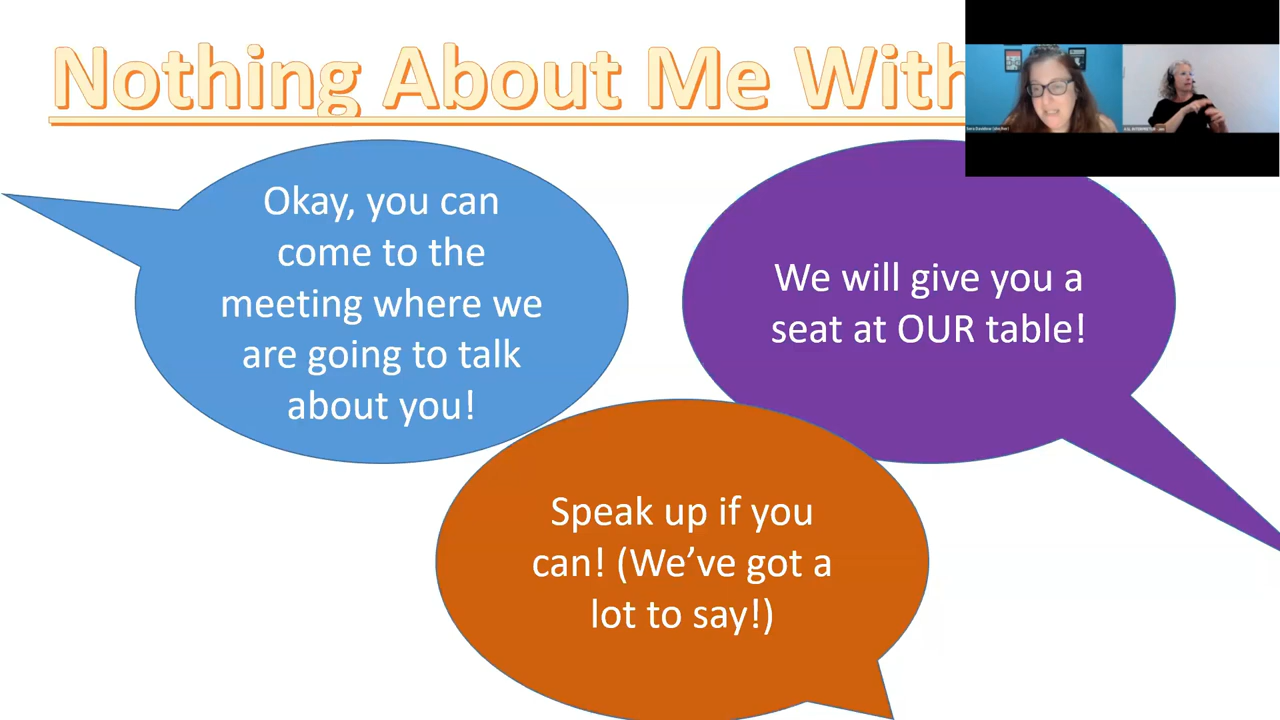 Nothing About Me With
Okay, you can
come to the
meeting where we
are going to talk
about you!
We will give you a
seat at OUR table!
Speak up if you
can! (We’ve got a
lot to say!)